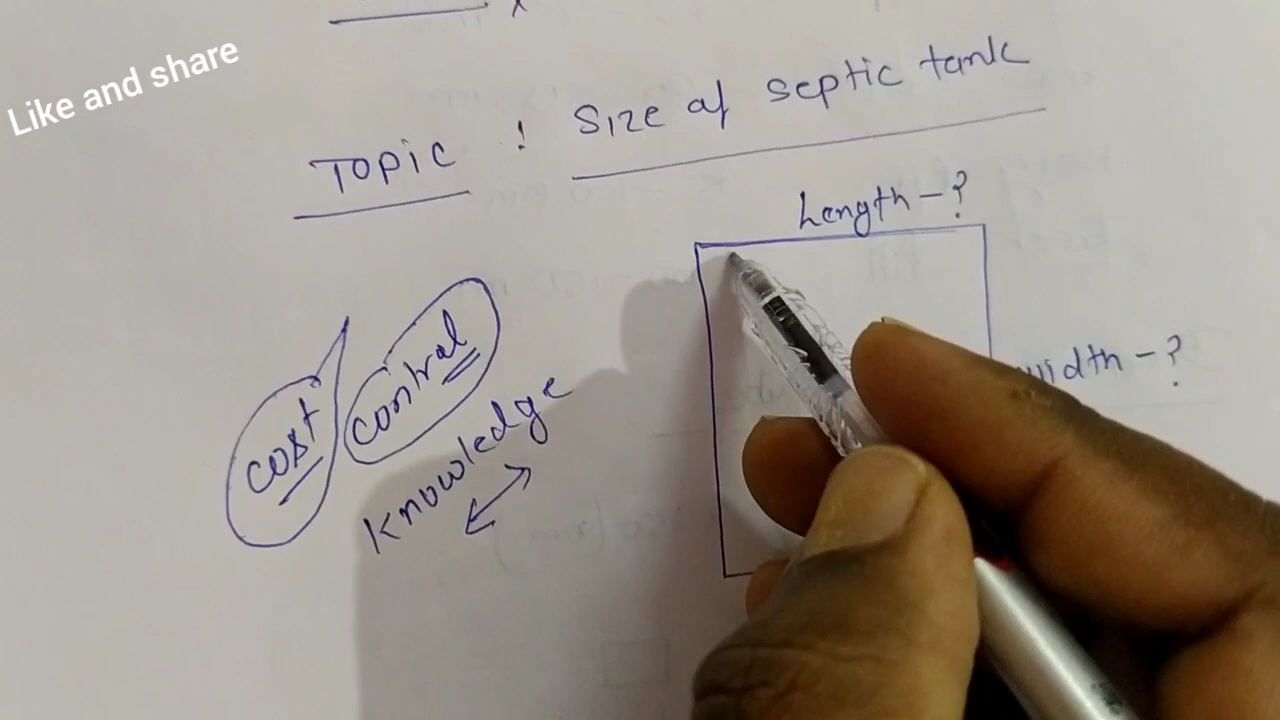 Like and share
Topic : Size of septic tank
Length - ?
width - ?
cost control
Knowledge